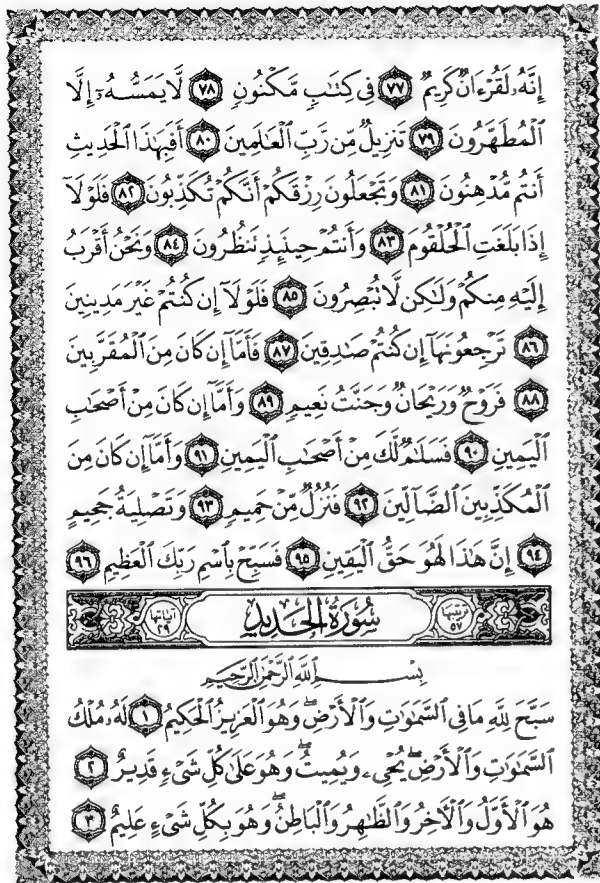 إِنَّهُۥ لَقُرْءَانٌ كَرِيمٌ ٧٧ فِى كِتَٰبٍ مَّكْنُونٍ ٧٨ لَّا يَمَسُّهُۥٓ إِلَّا
ٱلْمُطَهَّرُونَ ٧٩ تَنزِيلٌ مِّن رَّبِّ ٱلْعَٰلَمِينَ ٨٠ أَفَبِهَٰذَا ٱلْحَدِيثِ
أَنتُم مُّدْهِنُونَ ٨١ وَتَجْعَلُونَ رِزْقَكُمْ أَنَّكُمْ تُكَذِّبُونَ ٨٢ فَلَوْلَآ
إِذَا بَلَغَتِ ٱلْحُلْقُومَ ٨٣ وَأَنتُمْ حِينَئِذٍ تَنظُرُونَ ٨٤ وَنَحْنُ أَقْرَبُ
إِلَيْهِ مِنكُمْ وَلَٰكِن لَّا تُبْصِرُونَ ٨٥ فَلَوْلَآ إِن كُنتُمْ غَيْرَ مَدِينِينَ
٨٦ تَرْجِعُونَهَآ إِن كُنتُمْ صَٰدِقِينَ ٨٧ فَأَمَّآ إِن كَانَ مِنَ ٱلْمُقَرَّبِينَ
٨٨ فَرَوْحٌ وَرَيْحَانٌ وَجَنَّتُ نَعِيمٍ ٨٩ وَأَمَّآ إِن كَانَ مِنْ أَصْحَٰبِ
ٱلْيَمِينِ ٩٠ فَسَلَٰمٌ لَّكَ مِنْ أَصْحَٰبِ ٱلْيَمِينِ ٩١ وَأَمَّآ إِن كَانَ مِنَ
ٱلْمُكَذِّبِينَ ٱلضَّآلِّينَ ٩٢ فَنُزُلٌ مِّنْ حَمِيمٍ ٩٣ وَتَصْلِيَةُ جَحِيمٍ
٩٤ إِنَّ هَٰذَا لَهُوَ حَقُّ ٱلْيَقِينِ ٩٥ فَسَبِّحْ بِٱسْمِ رَبِّكَ ٱلْعَظِيمِ ٩٦
ترتيبها ٥٧ سُورَةُ الحَدِيدِ آياتها ٢٩
بِسْمِ ٱللَّهِ ٱلرَّحْمَٰنِ ٱلرَّحِيمِ
سَبَّحَ لِلَّهِ مَا فِى ٱلسَّمَٰوَٰتِ وَٱلْأَرْضِ ۖ وَهُوَ ٱلْعَزِيزُ ٱلْحَكِيمُ ١ لَهُۥ مُلْكُ
ٱلسَّمَٰوَٰتِ وَٱلْأَرْضِ ۖ يُحْىِۦ وَيُمِيتُ ۖ وَهُوَ عَلَىٰ كُلِّ شَىْءٍ قَدِيرٌ ٢
هُوَ ٱلْأَوَّلُ وَٱلْءَاخِرُ وَٱلظَّٰهِرُ وَٱلْبَاطِنُ ۖ وَهُوَ بِكُلِّ شَىْءٍ عَلِيمٌ ٣